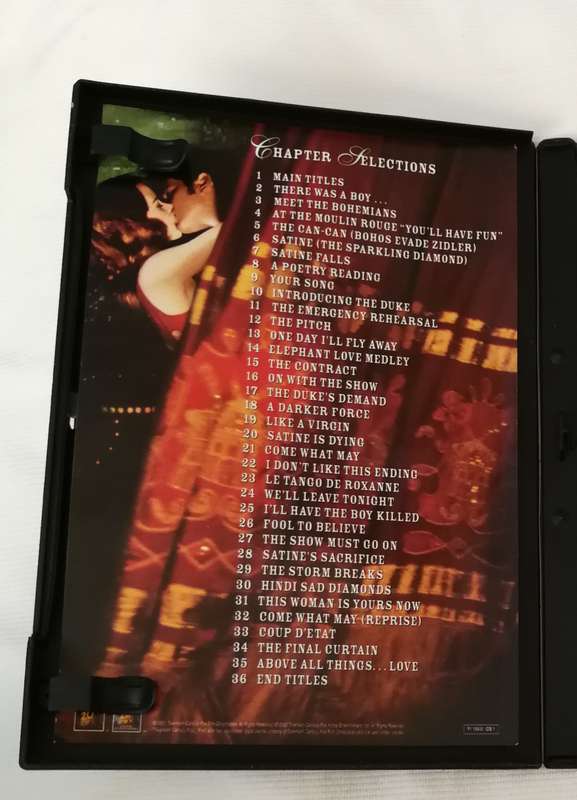 CHAPTER SELECTIONS
1 MAIN TITLES
2 THERE WAS A BOY...
3 MEET THE BOHEMIANS
4 AT THE MOULIN ROUGE "YOU'LL HAVE FUN"
5 THE CAN-CAN (BOHOS EVADE ZIDLER)
6 SATINE (THE SPARKLING DIAMOND)
7 SATINE FALLS
8 A POETRY READING
9 YOUR SONG
10 INTRODUCING THE DUKE
11 THE EMERGENCY REHEARSAL
12 THE PITCH
13 ONE DAY I'LL FLY AWAY
14 ELEPHANT LOVE MEDLEY
15 THE CONTRACT
16 ON WITH THE SHOW
17 THE DUKE'S DEMAND
18 A DARKER FORCE
19 LIKE A VIRGIN
20 SATINE IS DYING
21 COME WHAT MAY
22 I DON'T LIKE THIS ENDING
23 LE TANGO DE ROXANNE
24 WE'LL LEAVE TONIGHT
25 I'LL HAVE THE BOY KILLED
26 FOOL TO BELIEVE
27 THE SHOW MUST GO ON
28 SATINE'S SACRIFICE
29 THE STORM BREAKS
30 HINDI SAD DIAMONDS
31 THIS WOMAN IS YOURS NOW
32 COME WHAT MAY (REPRISE)
33 COUP D'ETAT
34 THE FINAL CURTAIN
35 ABOVE ALL THINGS...LOVE
36 END TITLES